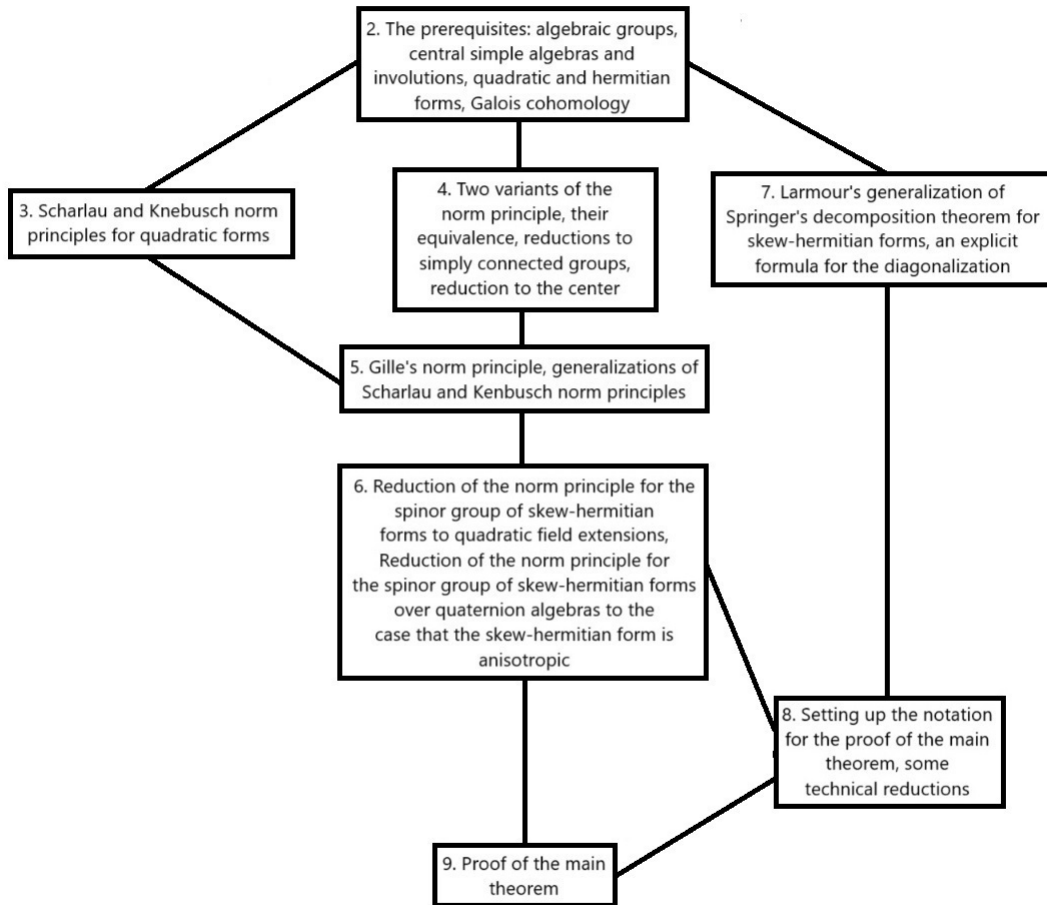 2. The prerequisites: algebraic groups,
central simple algebras and
involutions, quadratic and hermitian
forms, Galois cohomology
3. Scharlau and Knebusch norm
principles for quadratic forms
4. Two variants of the
norm principle, their
equivalence, reductions to
simply connected groups,
reduction to the center
7. Larmour's generalization of
Springer's decomposition theorem for
skew-hermitian forms, an explicit
formula for the diagonalization
5. Gille's norm principle, generalizations of
Scharlau and Kenbusch norm principles
6. Reduction of the norm principle for the
spinor group of skew-hermitian
forms to quadratic field extensions,
Reduction of the norm principle for
the spinor group of skew-hermitian forms
over quaternion algebras to the
case that the skew-hermitian form is
anisotropic
8. Setting up the notation
for the proof of the main
theorem, some
technical reductions
9. Proof of the main
theorem